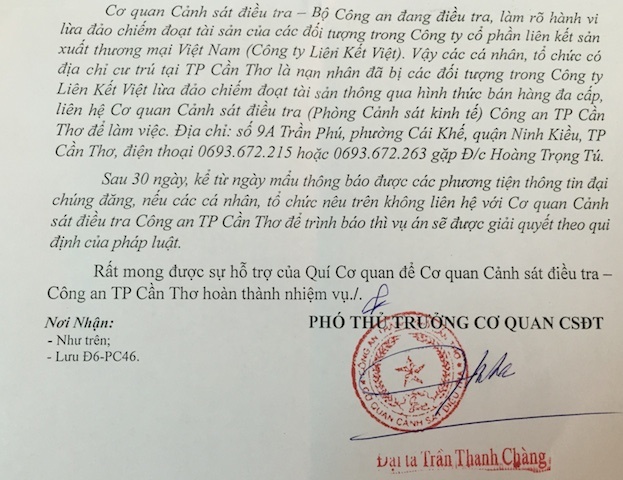 Cơ quan Cảnh sát điều tra – Bộ Công an đang điều tra, làm rõ hành vi
lừa đảo chiếm đoạt tài sản của các đối tượng trong Công ty cổ phần liên kết sản
xuất thương mại Việt Nam (Công ty Liên Kết Việt). Vậy các cá nhân, tổ chức có
địa chỉ cư trú tại TP Cần Thơ là nạn nhân đã bị các đối tượng trong Công ty
Liên Kết Việt lừa đảo chiếm đoạt tài sản thông qua hình thức bán hàng đa cấp,
liên hệ Cơ quan Cảnh sát điều tra (Phòng Cảnh sát kinh tế) Công an TP Cần
Thơ để làm việc. Địa chỉ: số 9A Trần Phú, phường Cái Khế, quận Ninh Kiều, TP
Cần Thơ, điện thoại 0693.672.215 hoặc 0693.672.263 gặp Đ/c Hoàng Trọng Tú.
Sau 30 ngày, kể từ ngày mẩu thông báo được các phương tiện thông tin đại
chúng đăng, nếu các cá nhân, tổ chức nêu trên không liên hệ với Cơ quan Cảnh
sát điều tra Công an TP Cần Thơ để trình báo thì vụ án sẽ được giải quyết theo qui
định của pháp luật.
Rất mong được sự hỗ trợ của Quí Cơ quan để Cơ quan Cảnh sát điều tra –
Công an TP Cần Thơ hoàn thành nhiệm vụ./.
Nơi Nhận:
- Như trên;
- Lưu Đ6-PC46.
PHÓ THỦ TRƯỞNG CƠ QUAN CSĐT
CƠ QUAN CẢNH SÁT ĐIỀU TRA
Đại tá Trần Thanh Chàng